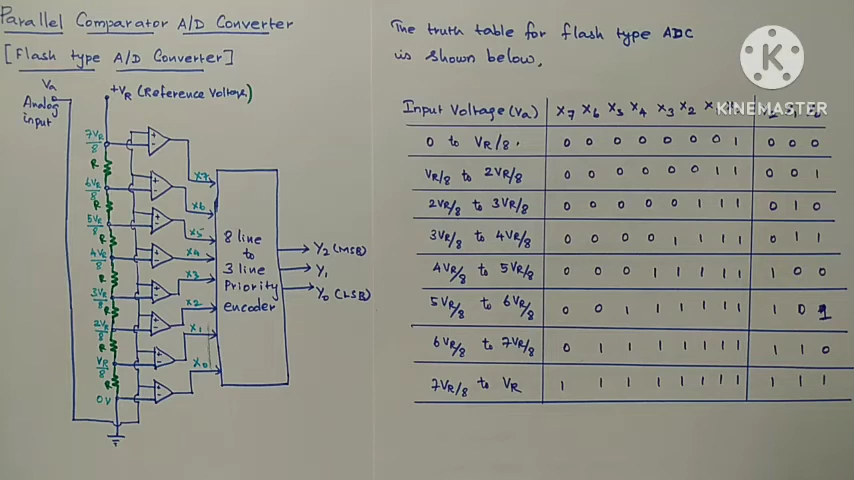 Parallel Comparator A/D Converter
[Flash type A/D Converter]
Va
Analog
input
+VR (Reference Voltage)
7VR/8
R
6VR/8
R
5VR/8
R
4VR/8
R
3VR/8
R
2VR/8
R
VR/8
R
0V
+
-
+
-
+
-
+
-
+
-
+
-
+
-
+
-
X7
X6
X5
X4
X3
X2
X1
X0
8 line
to
3 line
Priority
encoder
Y2 (MSB)
Y1
Y0 (LSB)
The truth table for flash type ADC
is shown below,
K
KINEMASTER
Input Voltage (Va) X7 X6 X5 X4 X3 X2
0 to VR/8 0 0 0 0 0 0 0 1 0 0 0
VR/8 to 2VR/8 0 0 0 0 0 0 1 1 0 0 1
2VR/8 to 3VR/8 0 0 0 0 0 1 1 1 0 1 0
3VR/8 to 4VR/8 0 0 0 0 1 1 1 1 0 1 1
4VR/8 to 5VR/8 0 0 0 1 1 1 1 1 1 0 0
5VR/8 to 6VR/8 0 0 1 1 1 1 1 1 1 0 1
6VR/8 to 7VR/8 0 1 1 1 1 1 1 1 1 1 0
7VR/8 to VR 1 1 1 1 1 1 1 1 1 1 1